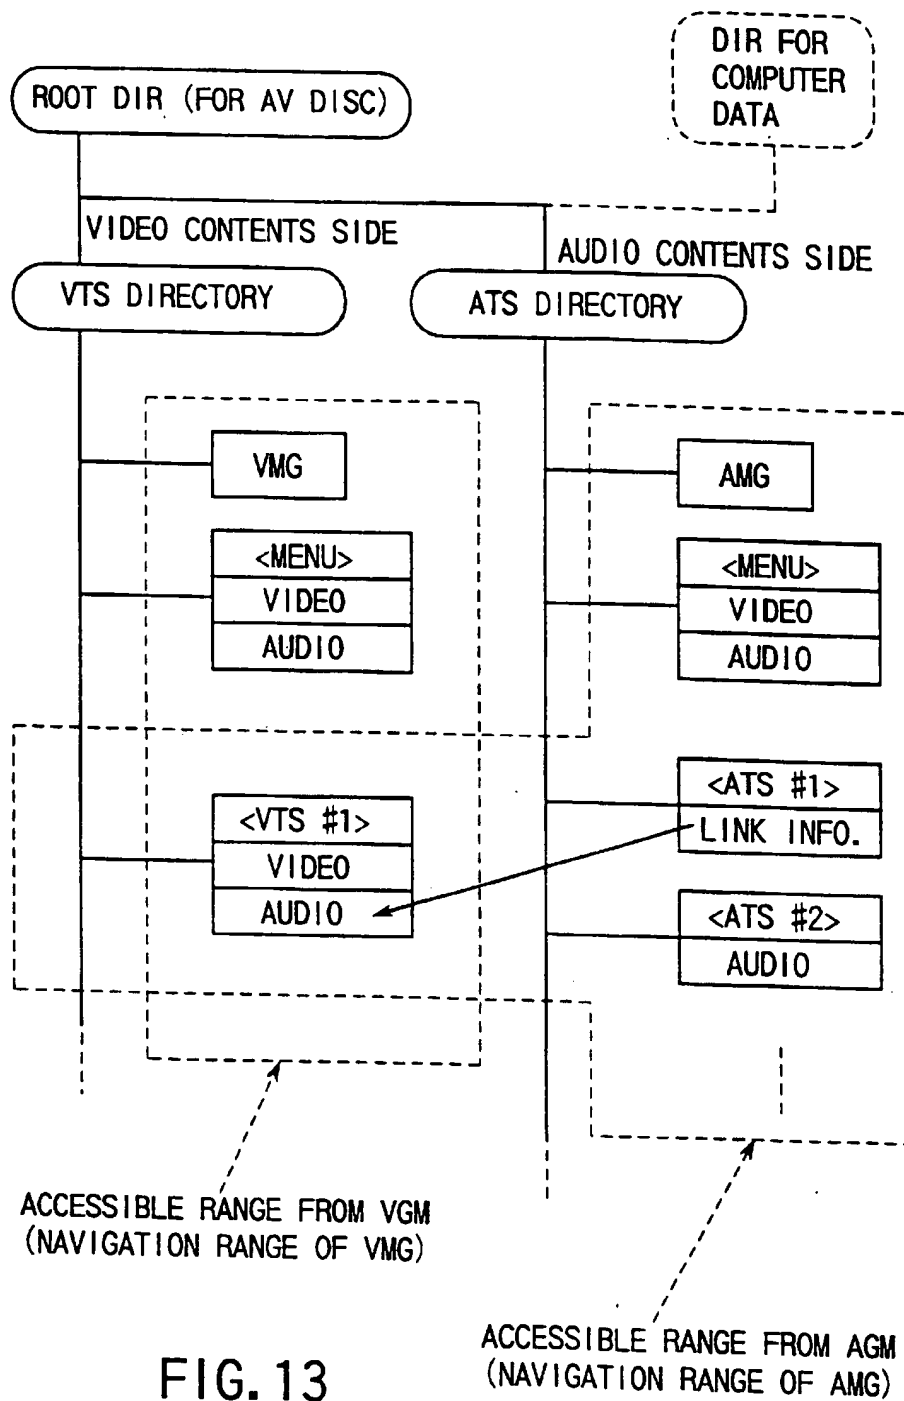 DIR FOR
COMPUTER
DATA
ROOT DIR (FOR AV DISC)
VIDEO CONTENTS SIDE
AUDIO CONTENTS SIDE
VTS DIRECTORY
ATS DIRECTORY
VMG
<MENU>
VIDEO
AUDIO
<VTS #1>
VIDEO
AUDIO
AMG
<MENU>
VIDEO
AUDIO
<ATS #1>
LINK INFO.
<ATS #2>
AUDIO
ACCESSIBLE RANGE FROM VGM
(NAVIGATION RANGE OF VMG)
ACCESSIBLE RANGE FROM AGM
(NAVIGATION RANGE OF AMG)
FIG.13